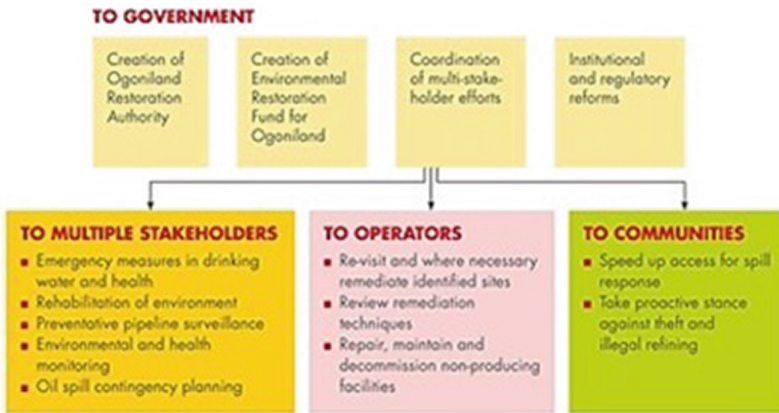 TO GOVERNMENT
Creation of
Ogoniland
Restoration
Authority
Creation of
Environmental
Restoration
Fund for
Ogoniland
Coordination
of multi-stake-
holder efforts
Institutional
and regulatory
reforms
TO MULTIPLE STAKEHOLDERS
Emergency measures in drinking
water and health
Rehabilitation of environment
Preventative pipeline surveillance
Environmental and health
monitoring
Oil spill contingency planning
TO OPERATORS
Re-visit and where necessary
remediate identified sites
Review remediation
techniques
Repair, maintain and
decommission non-producing
facilities
TO COMMUNITIES
Speed up access for spill
response
Take proactive stance
against theft and
illegal refining